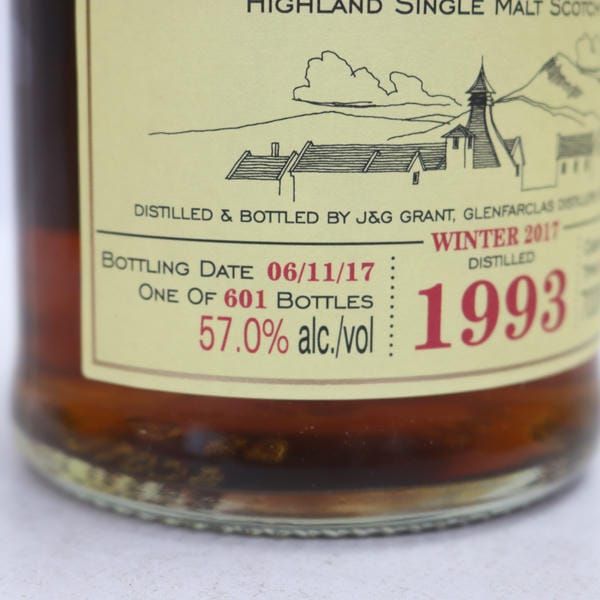 HIGHLAND SINGLE MALT SCOTCH
DISTILLED & BOTTLED BY J&G GRANT, GLENFARCLAS
WINTER 2017
BOTTLING DATE 06/11/17
DISTILLED
ONE OF 601 BOTTLES
1993
57.0% alc./vol